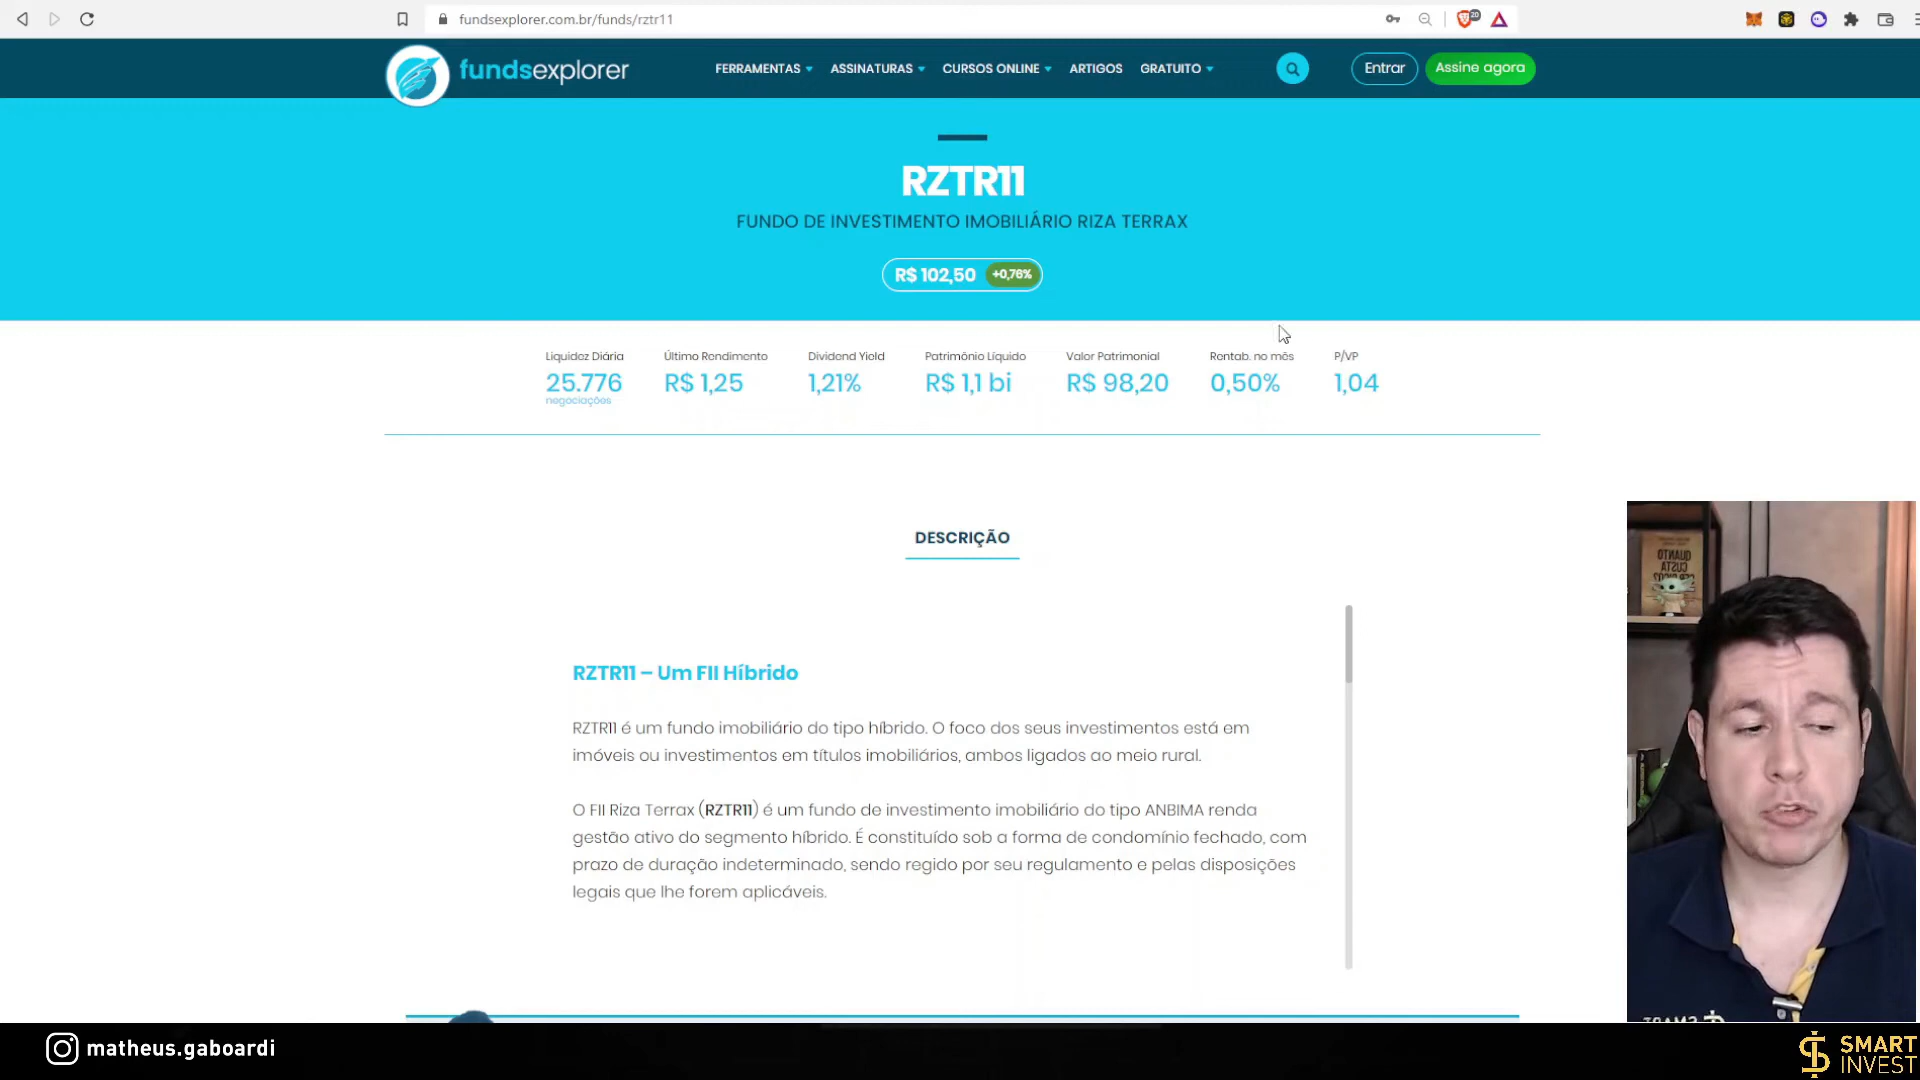 fundsexplorer.com.br/funds/rztr11
20
fundsexplorer
FERRAMENTAS
ASSINATURAS
CURSOS ONLINE
ARTIGOS
GRATUITO
Entrar
Assine agora
RZTR11
FUNDO DE INVESTIMENTO IMOBILIÁRIO RIZA TERRAX
R$ 102,50 +0,76%
Liquidez Diária
25.776
negociações
Último Rendimento
R$ 1,25
Dividend Yield
1,21%
Patrimônio Líquido
R$ 1,1 bi
Valor Patrimonial
R$ 98,20
Rentab. no mês
0,50%
P/VP
1,04
DESCRIÇÃO
RZTR11 – Um FII Híbrido
RZTR11 é um fundo imobiliário do tipo híbrido. O foco dos seus investimentos está em
imóveis ou investimentos em títulos imobiliários, ambos ligados ao meio rural.
O FII Riza Terrax (RZTR11) é um fundo de investimento imobiliário do tipo ANBIMA renda
gestão ativo do segmento híbrido. É constituído sob a forma de condomínio fechado, com
prazo de duração indeterminado, sendo regido por seu regulamento e pelas disposições
legais que lhe forem aplicáveis.
QUANTO
CUSTA
SMART
matheus.gaboardi
SMART
INVEST